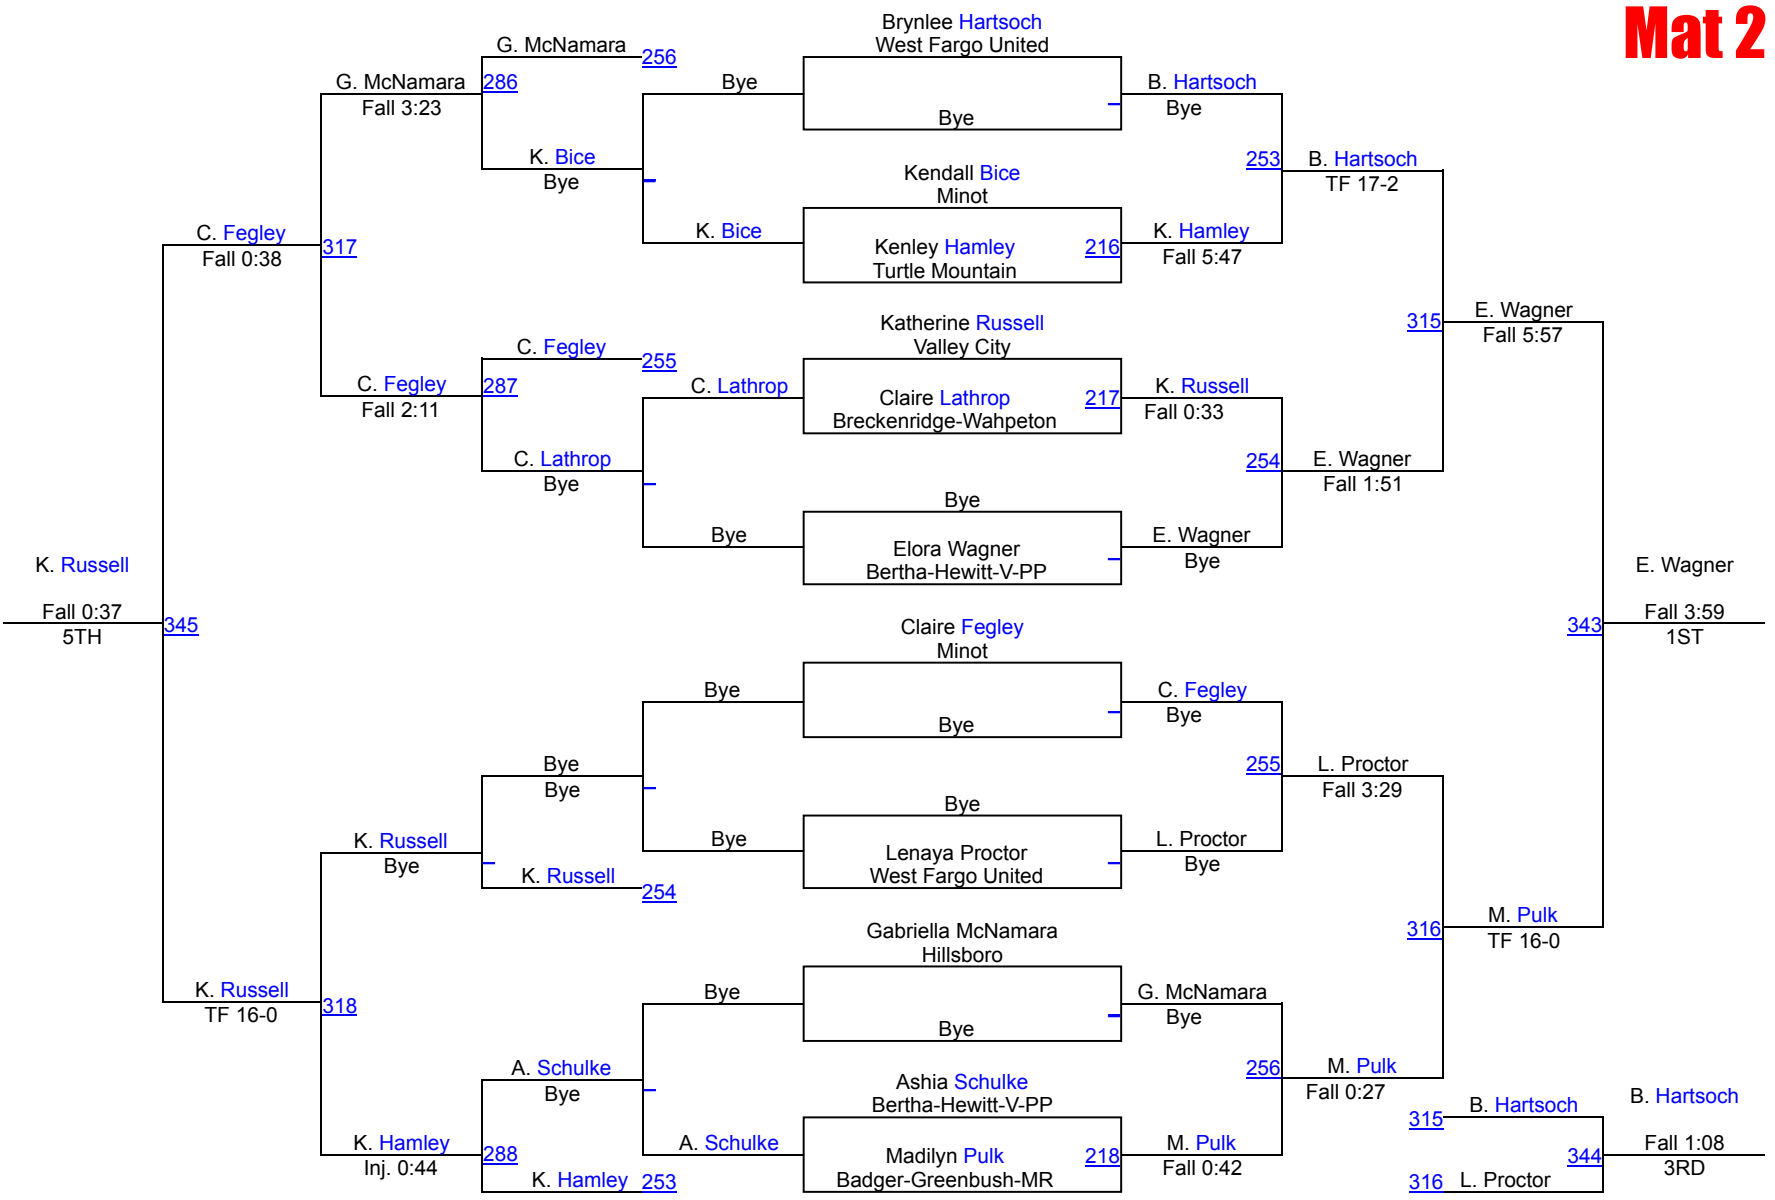 Mat 2
Brynlee Hartsoch
West Fargo United
G. McNamara
256
G. McNamara
286
Bye
B. Hartsoch
Fall 3:23
Bye
Bye
K. Bice
Bye
253
B. Hartsoch
TF 17-2
Kendall Bice
Minot
C. Fegley
317
Fall 0:38
K. Bice
Kenley Hamley
216
Turtle Mountain
K. Hamley
Fall 5:47
Katherine Russell
Valley City
315
E. Wagner
Fall 5:57
C. Fegley
255
C. Fegley
287
Fall 2:11
C. Lathrop
Claire Lathrop
217
Breckenridge-Wahpeton
K. Russell
Fall 0:33
C. Lathrop
Bye
254
E. Wagner
Fall 1:51
Bye
Bye
Elora Wagner
Bertha-Hewitt-V-PP
E. Wagner
Bye
K. Russell
Fall 0:37
5TH
345
E. Wagner
343
Fall 3:59
1ST
Claire Fegley
Minot
Bye
Bye
C. Fegley
Bye
Bye
Bye
255
L. Proctor
Fall 3:29
Bye
Bye
Lenaya Proctor
West Fargo United
L. Proctor
Bye
K. Russell
Bye
K. Russell
254
316
M. Pulk
TF 16-0
Gabriella McNamara
Hillsboro
K. Russell
318
TF 16-0
Bye
Bye
G. McNamara
Bye
A. Schulke
Bye
256
M. Pulk
Fall 0:27
Ashia Schulke
Bertha-Hewitt-V-PP
A. Schulke
Madilyn Pulk
218
Badger-Greenbush-MR
M. Pulk
Fall 0:42
K. Hamley
288
Inj. 0:44
K. Hamley
253
315
B. Hartsoch
B. Hartsoch
344
Fall 1:08
3RD
316
L. Proctor